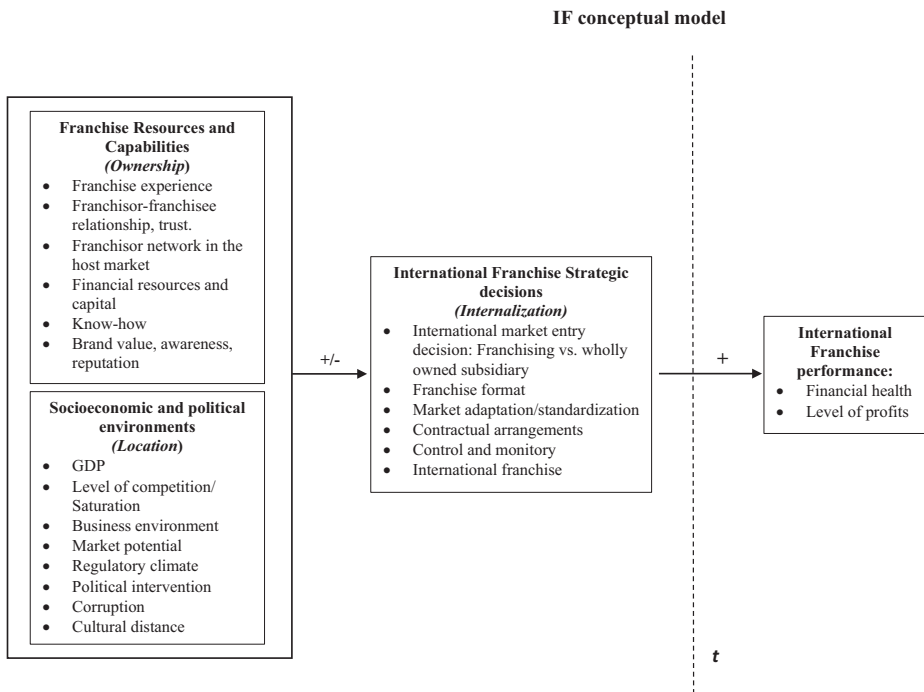 IF conceptual model
Franchise Resources and
Capabilities
(Ownership)
• Franchise experience
• Franchisor-franchisee
relationship, trust.
• Franchisor network in the
host market
• Financial resources and
capital
• Know-how
• Brand value, awareness,
reputation
Socioeconomic and political
environments
(Location)
• GDP
• Level of competition/
Saturation
• Business environment
• Market potential
• Regulatory climate
• Political intervention
• Corruption
• Cultural distance
+/-
International Franchise Strategic
decisions
(Internalization)
• International market entry
decision: Franchising vs. wholly
owned subsidiary
• Franchise format
• Market adaptation/standardization
• Contractual arrangements
• Control and monitory
• International franchise
+
International
Franchise
performance:
• Financial health
• Level of profits
t